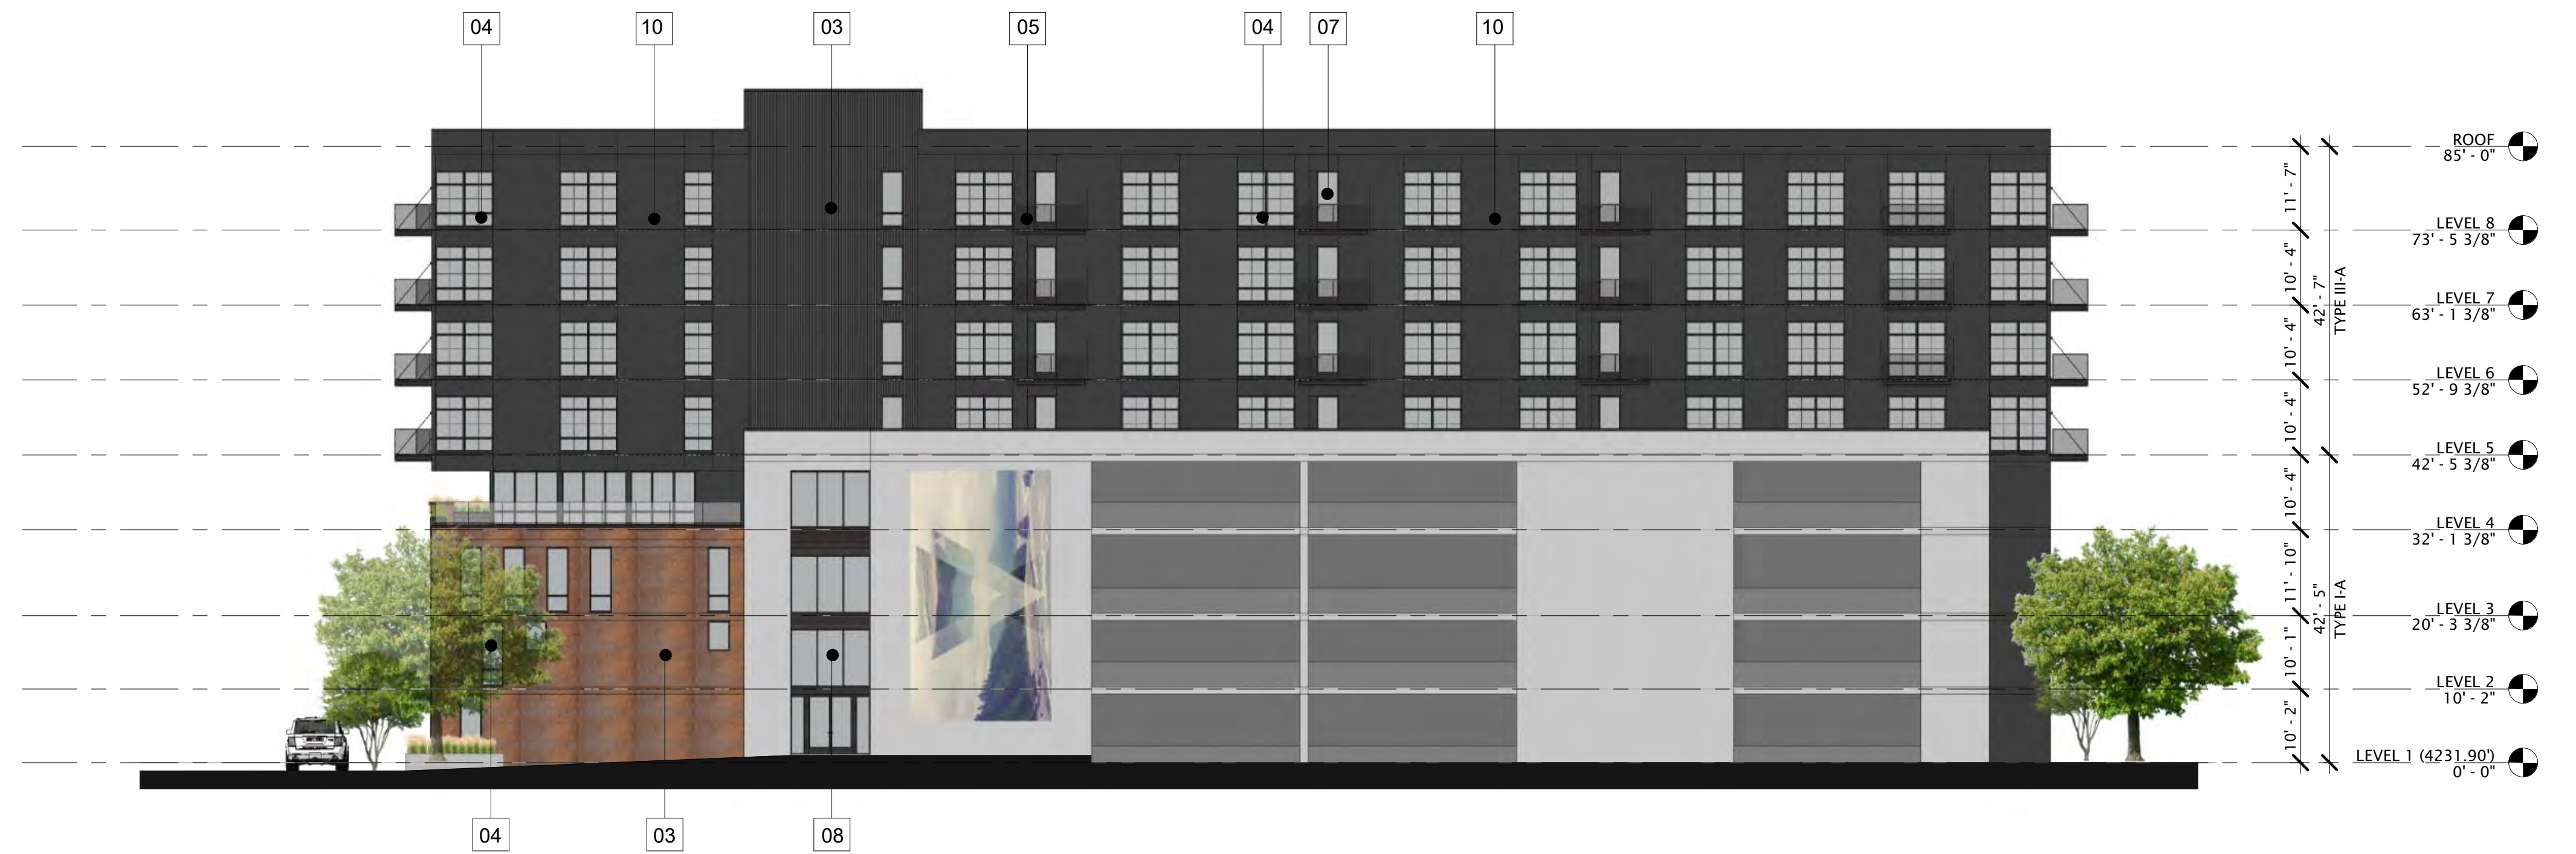 04 10 03 05 04 07 10
ROOF
85' - 0"
11' - 7"
LEVEL 8
73' - 5 3/8"
10' - 4"
42' - 7"
TYPE III-A
LEVEL 7
63' - 1 3/8"
10' - 4"
LEVEL 6
52' - 9 3/8"
10' - 4"
LEVEL 5
42' - 5 3/8"
10' - 4"
LEVEL 4
32' - 1 3/8"
11' - 10"
42' - 5"
TYPE I-A
LEVEL 3
20' - 3 3/8"
10' - 1"
LEVEL 2
10' - 2"
10' - 2"
LEVEL 1 (4231.90')
0' - 0"
04 03 08